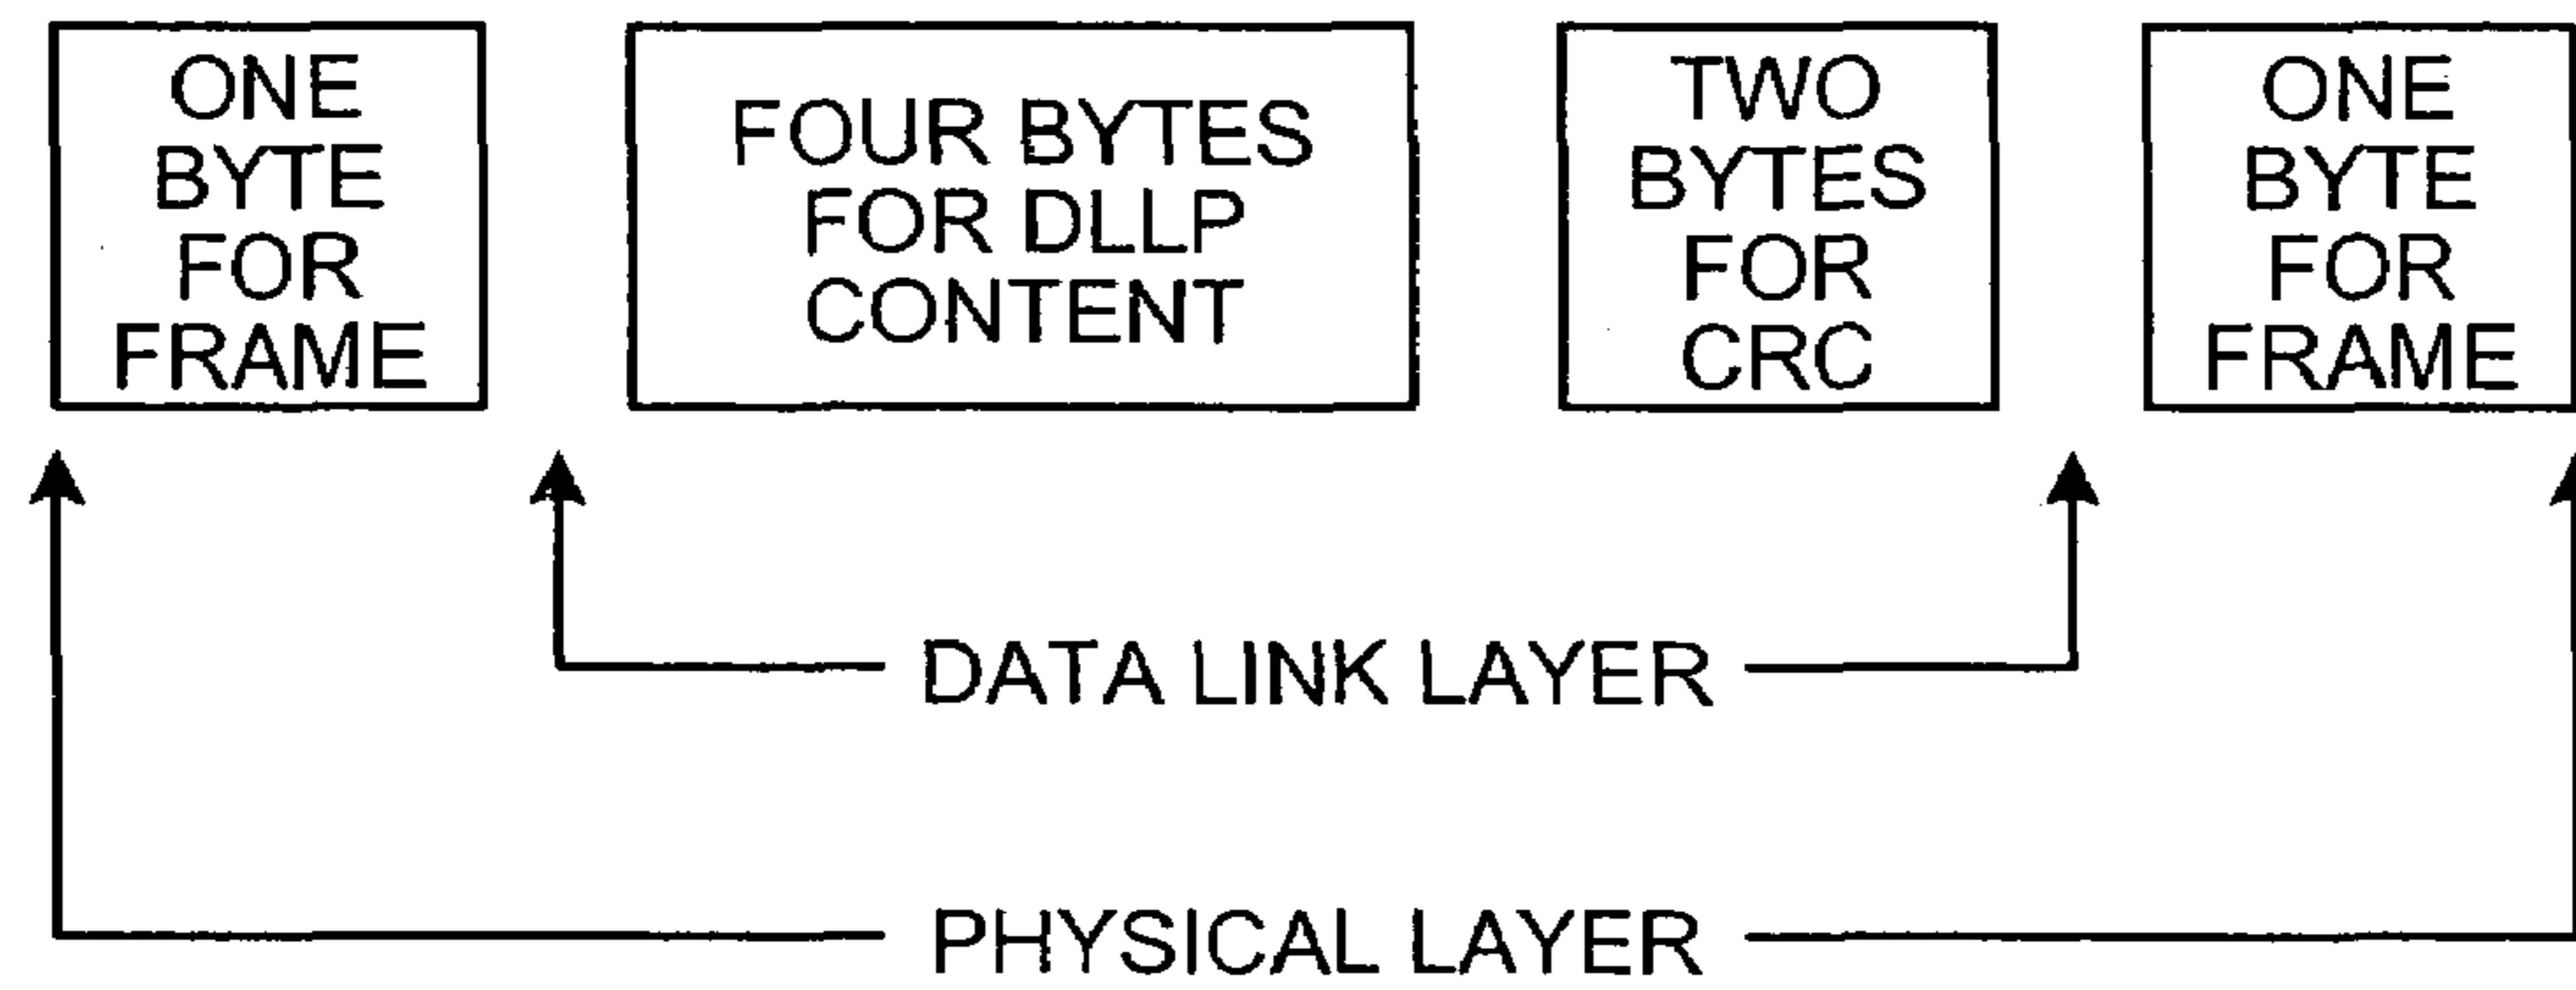 ONE
BYTE
FOR
FRAME
FOUR BYTES
FOR DLLP
CONTENT
TWO
BYTES
FOR
CRC
ONE
BYTE
FOR
FRAME
DATA LINK LAYER
PHYSICAL LAYER